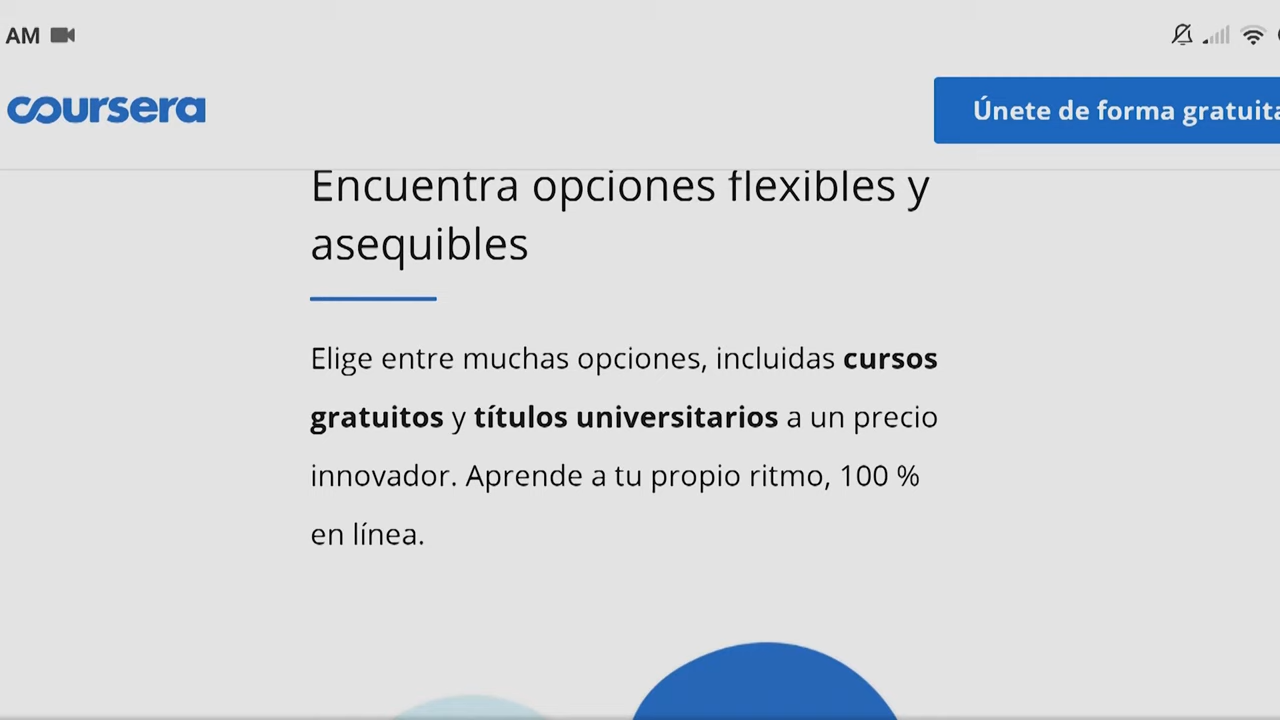 AM
coursera
Únete de forma gratuita
Encuentra opciones flexibles y
asequibles
Elige entre muchas opciones, incluidas cursos
gratuitos y títulos universitarios a un precio
innovador. Aprende a tu propio ritmo, 100 %
en línea.